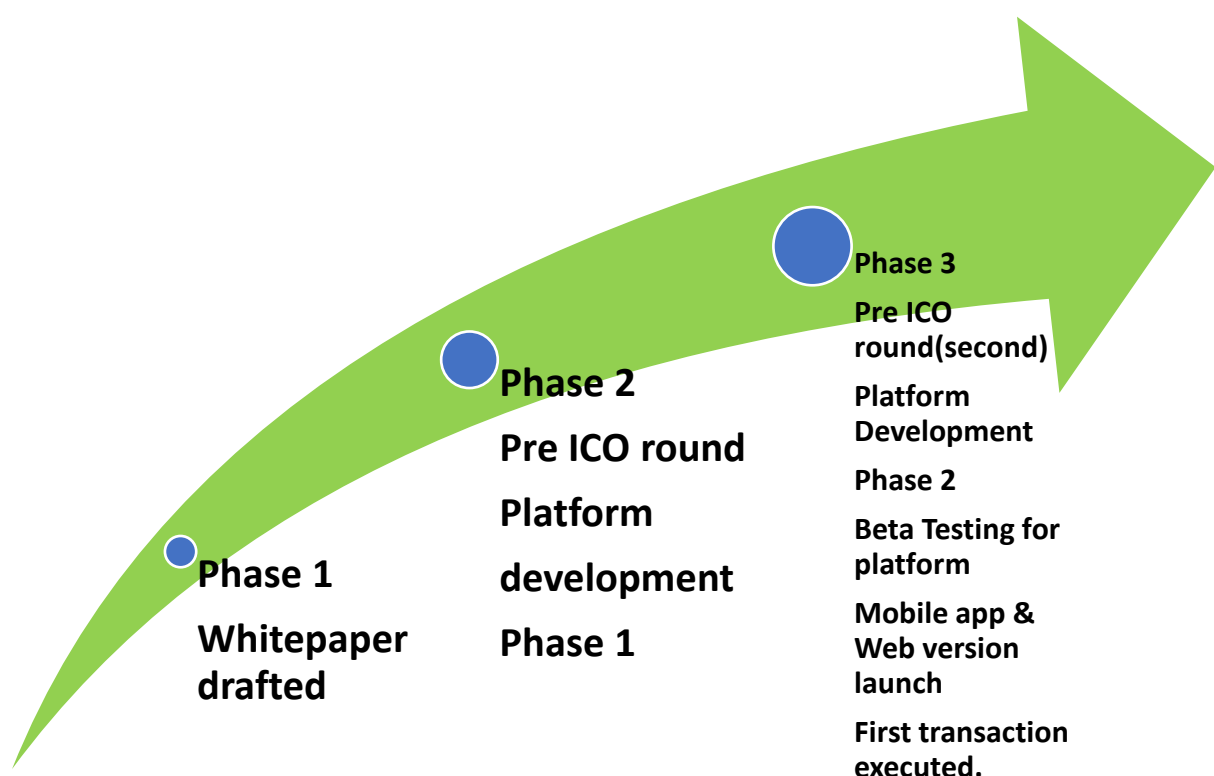 Phase 1
Whitepaper
drafted
Phase 2
Pre ICO round
Platform
development
Phase 1
Phase 3
Pre ICO
round(second)
Platform
Development
Phase 2
Beta Testing for
platform
Mobile app &
Web version
launch
First transaction
executed.